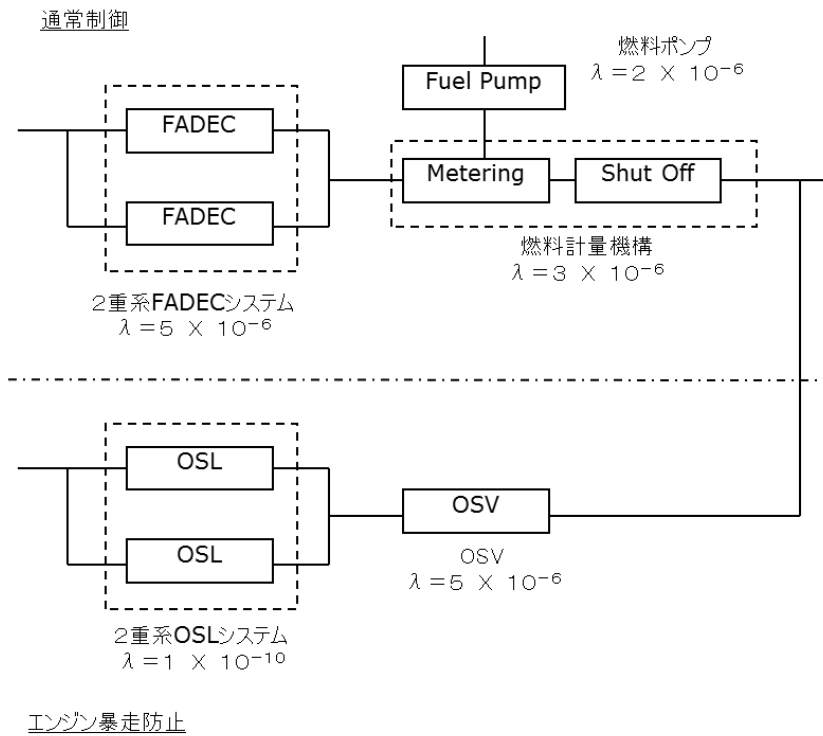 通常制御
燃料ポンプ
λ＝2 X 10⁻⁶
Fuel Pump
FADEC
Metering
Shut Off
FADEC
燃料計量機構
λ＝3 X 10⁻⁶
2重系FADECシステム
λ＝5 X 10⁻⁶
OSL
OSV
OSL
OSV
λ＝5 X 10⁻⁶
2重系OSLシステム
λ＝1 X 10⁻¹⁰
エンジン暴走防止